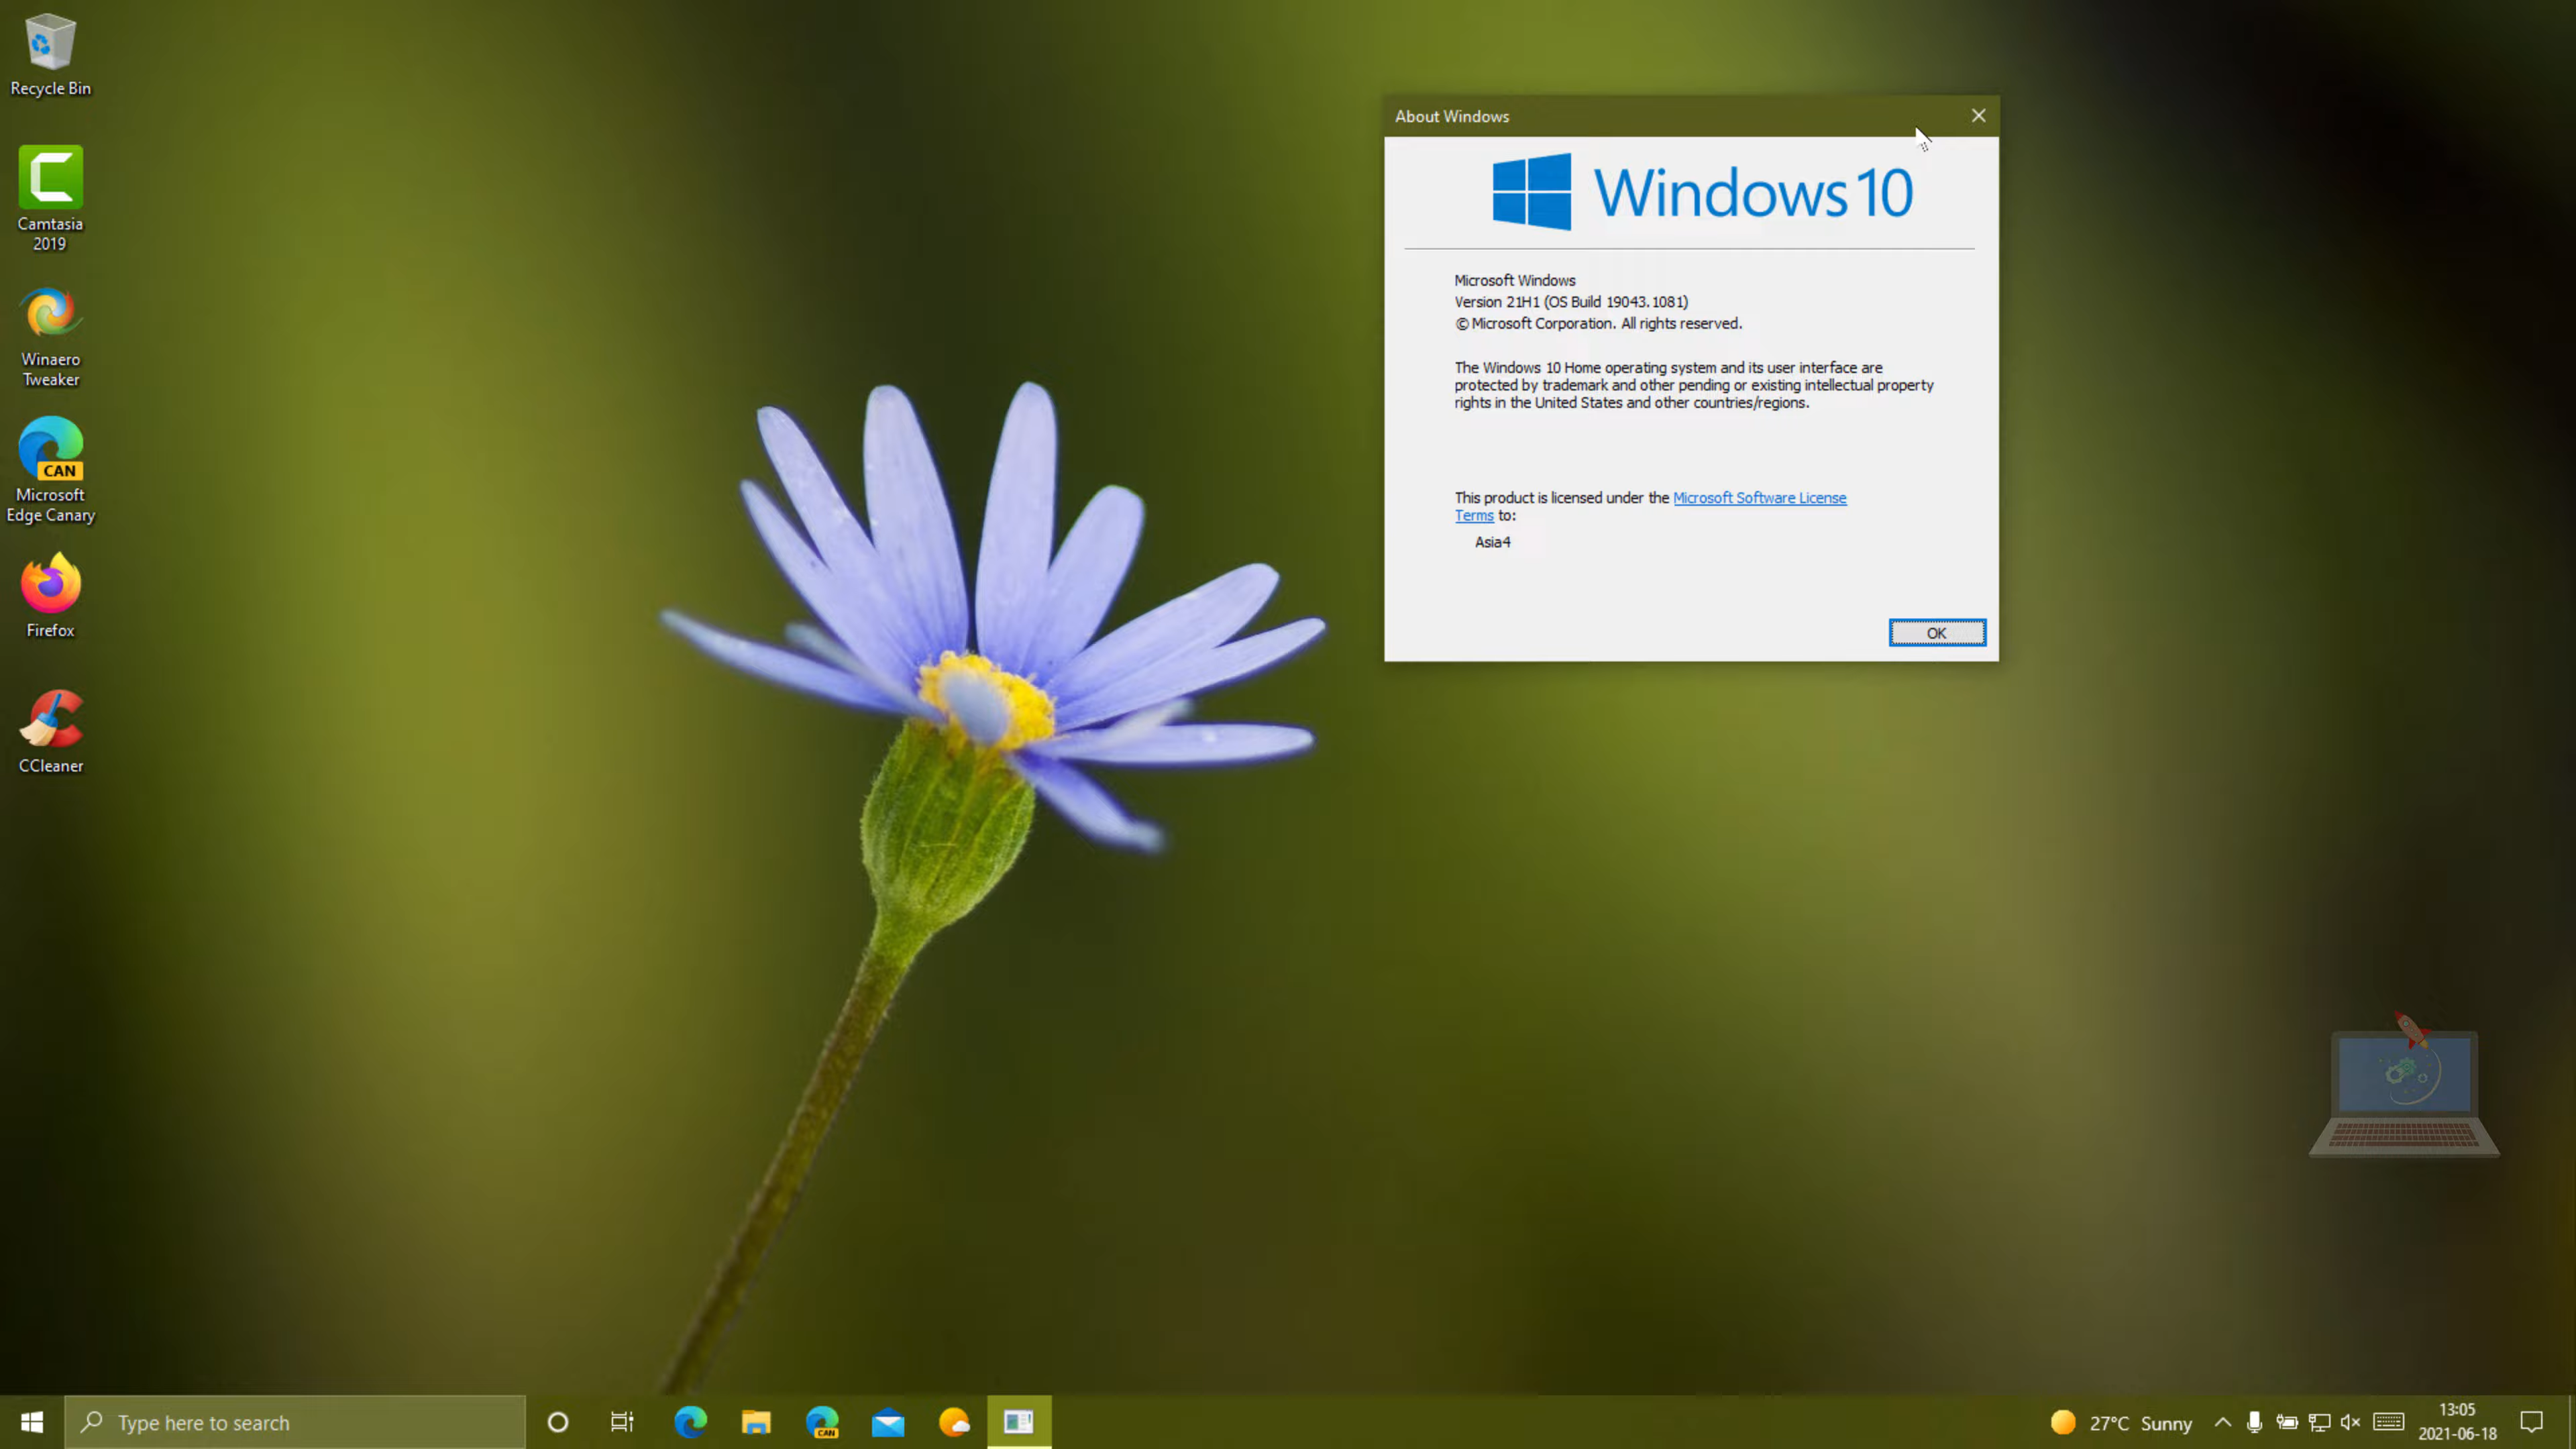 Recycle Bin
Camtasia
2019
Winaero
Tweaker
CAN
Microsoft
Edge Canary
Firefox
CCleaner
About Windows
Windows 10
Microsoft Windows
Version 21H1 (OS Build 19043.1081)
© Microsoft Corporation. All rights reserved.
The Windows 10 Home operating system and its user interface are
protected by trademark and other pending or existing intellectual property
rights in the United States and other countries/regions.
This product is licensed under the Microsoft Software License
Terms to:
Asia4
OK
Type here to search
CAN
27°C Sunny
13:05
2021-06-18